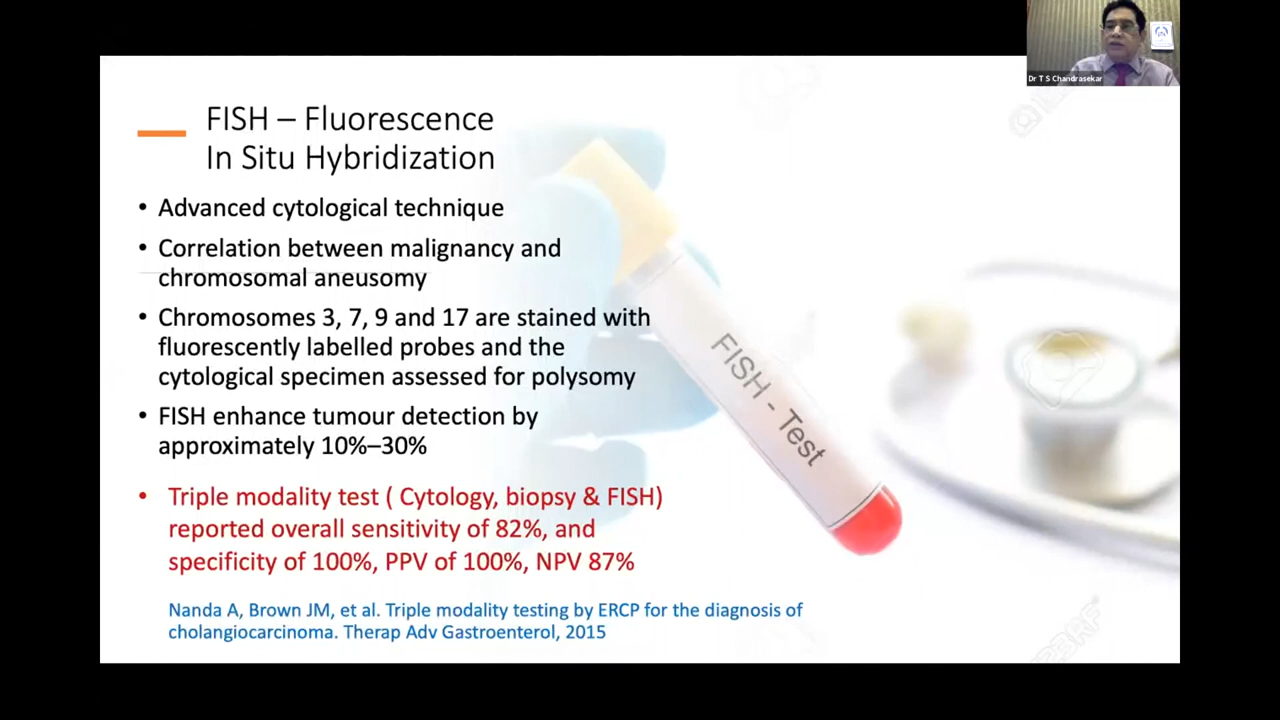 Dr T S Chandrasekar
FISH – Fluorescence
In Situ Hybridization
• Advanced cytological technique
• Correlation between malignancy and
chromosomal aneusomy
• Chromosomes 3, 7, 9 and 17 are stained with
fluorescently labelled probes and the
cytological specimen assessed for polysomy
• FISH enhance tumour detection by
approximately 10%–30%
• Triple modality test ( Cytology, biopsy & FISH)
reported overall sensitivity of 82%, and
specificity of 100%, PPV of 100%, NPV 87%
Nanda A, Brown JM, et al. Triple modality testing by ERCP for the diagnosis of
cholangiocarcinoma. Therap Adv Gastroenterol, 2015
FISH - Test